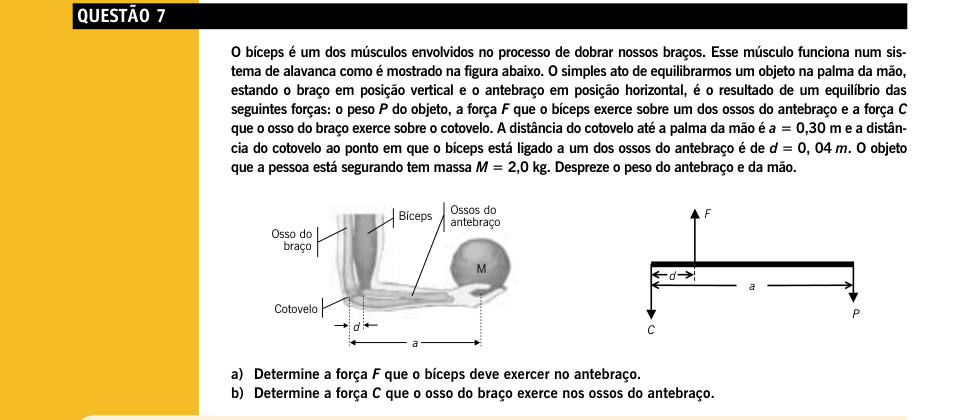 QUESTÃO 7
O bíceps é um dos músculos envolvidos no processo de dobrar nossos braços. Esse músculo funciona num sis-
tema de alavanca como é mostrado na figura abaixo. O simples ato de equilibrarmos um objeto na palma da mão,
estando o braço em posição vertical e o antebraço em posição horizontal, é o resultado de um equilíbrio das
seguintes forças: o peso P do objeto, a força F que o bíceps exerce sobre um dos ossos do antebraço e a força C
que o osso do braço exerce sobre o cotovelo. A distância do cotovelo até a palma da mão é a = 0,30 m e a distân-
cia do cotovelo ao ponto em que o bíceps está ligado a um dos ossos do antebraço é de d = 0, 04 m. O objeto
que a pessoa está segurando tem massa M = 2,0 kg. Despreze o peso do antebraço e da mão.
Osso do
braço
Bíceps
Ossos do
antebraço
M
Cotovelo
d
a
F
d
a
C
P
a) Determine a força F que o bíceps deve exercer no antebraço.
b) Determine a força C que o osso do braço exerce nos ossos do antebraço.